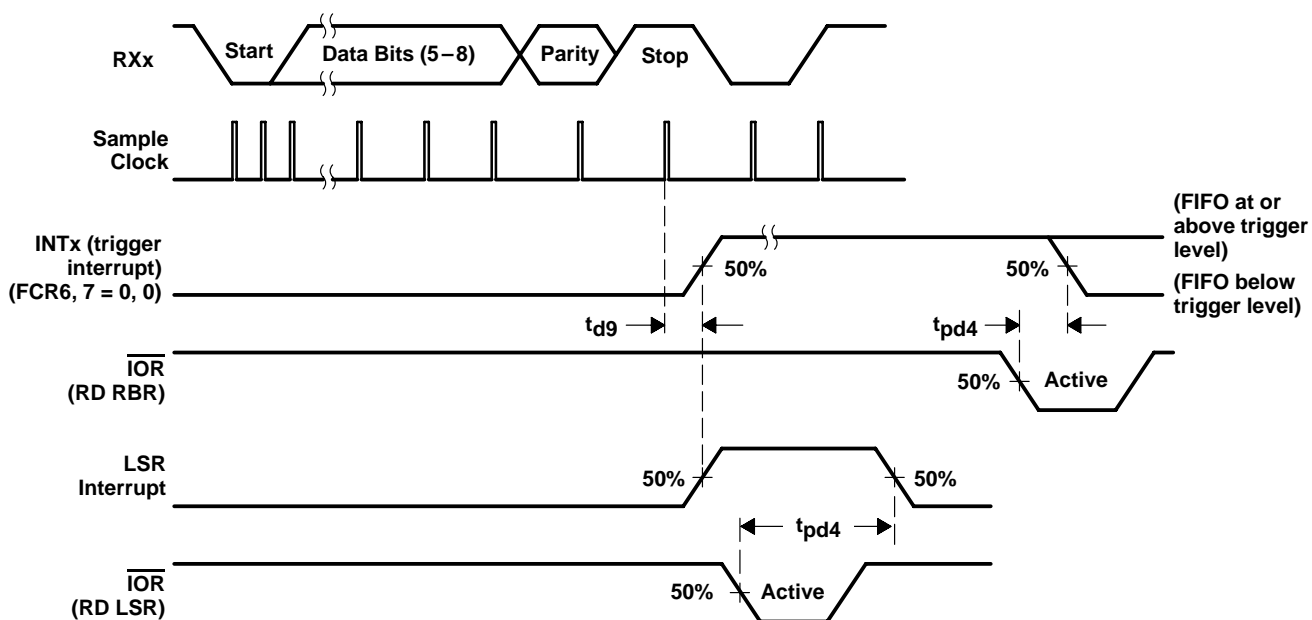 RXx
Start
Data Bits (5–8)
Parity
Stop
Sample
Clock
INTx (trigger
interrupt)
(FCR6, 7 = 0, 0)
50%
50%
(FIFO at or
above trigger
level)
(FIFO below
trigger level)
td9
tpd4
IOR
(RD RBR)
50%
Active
LSR
Interrupt
50%
50%
tpd4
IOR
(RD LSR)
50%
Active